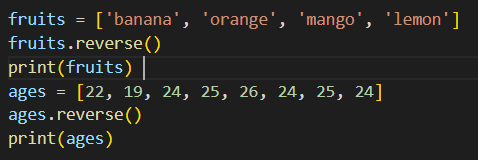 fruits = ['banana', 'orange', 'mango', 'lemon']
fruits.reverse()
print(fruits)
ages = [22, 19, 24, 25, 26, 24, 25, 24]
ages.reverse()
print(ages)